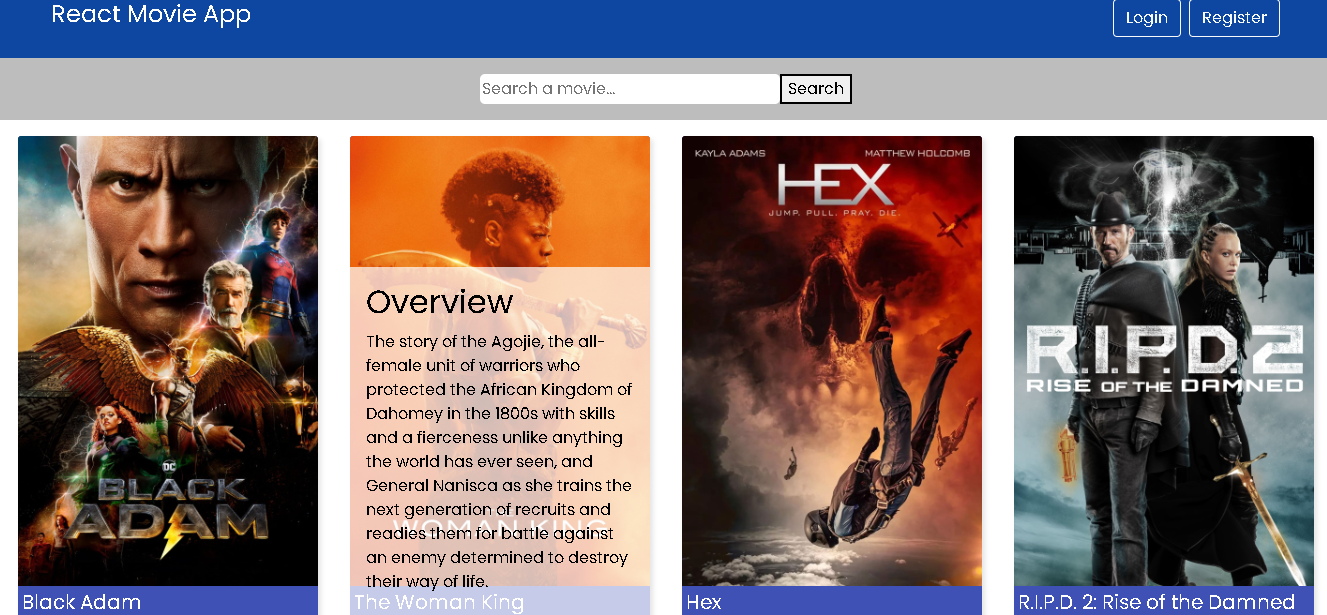 React Movie App
Login
Register
Search a movie...
Search
DC
BLACK
ADAM
Black Adam
Overview
The story of the Agojie, the all-
female unit of warriors who
protected the African Kingdom of
Dahomey in the 1800s with skills
and a fierceness unlike anything
the world has ever seen, and
General Nanisca as she trains the
next generation of recruits and
readies them for battle against
an enemy determined to destroy
their way of life.
WOMAN KING
The Woman King
KAYLA ADAMS
MATTHEW HOLCOMB
HEX
JUMP. PULL. PRAY. DIE.
Hex
R.I.P.D.2
RISE OF THE DAMNED
R.I.P.D. 2: Rise of the Damned